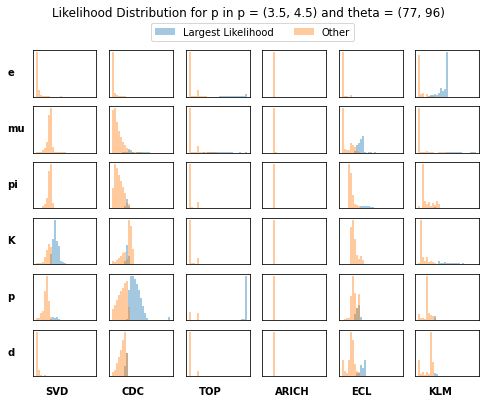 Likelihood Distribution for p in p = (3.5, 4.5) and theta = (77, 96)
Largest Likelihood Other
e
mu
pi
K
p
d
SVD CDC TOP ARICH ECL KLM